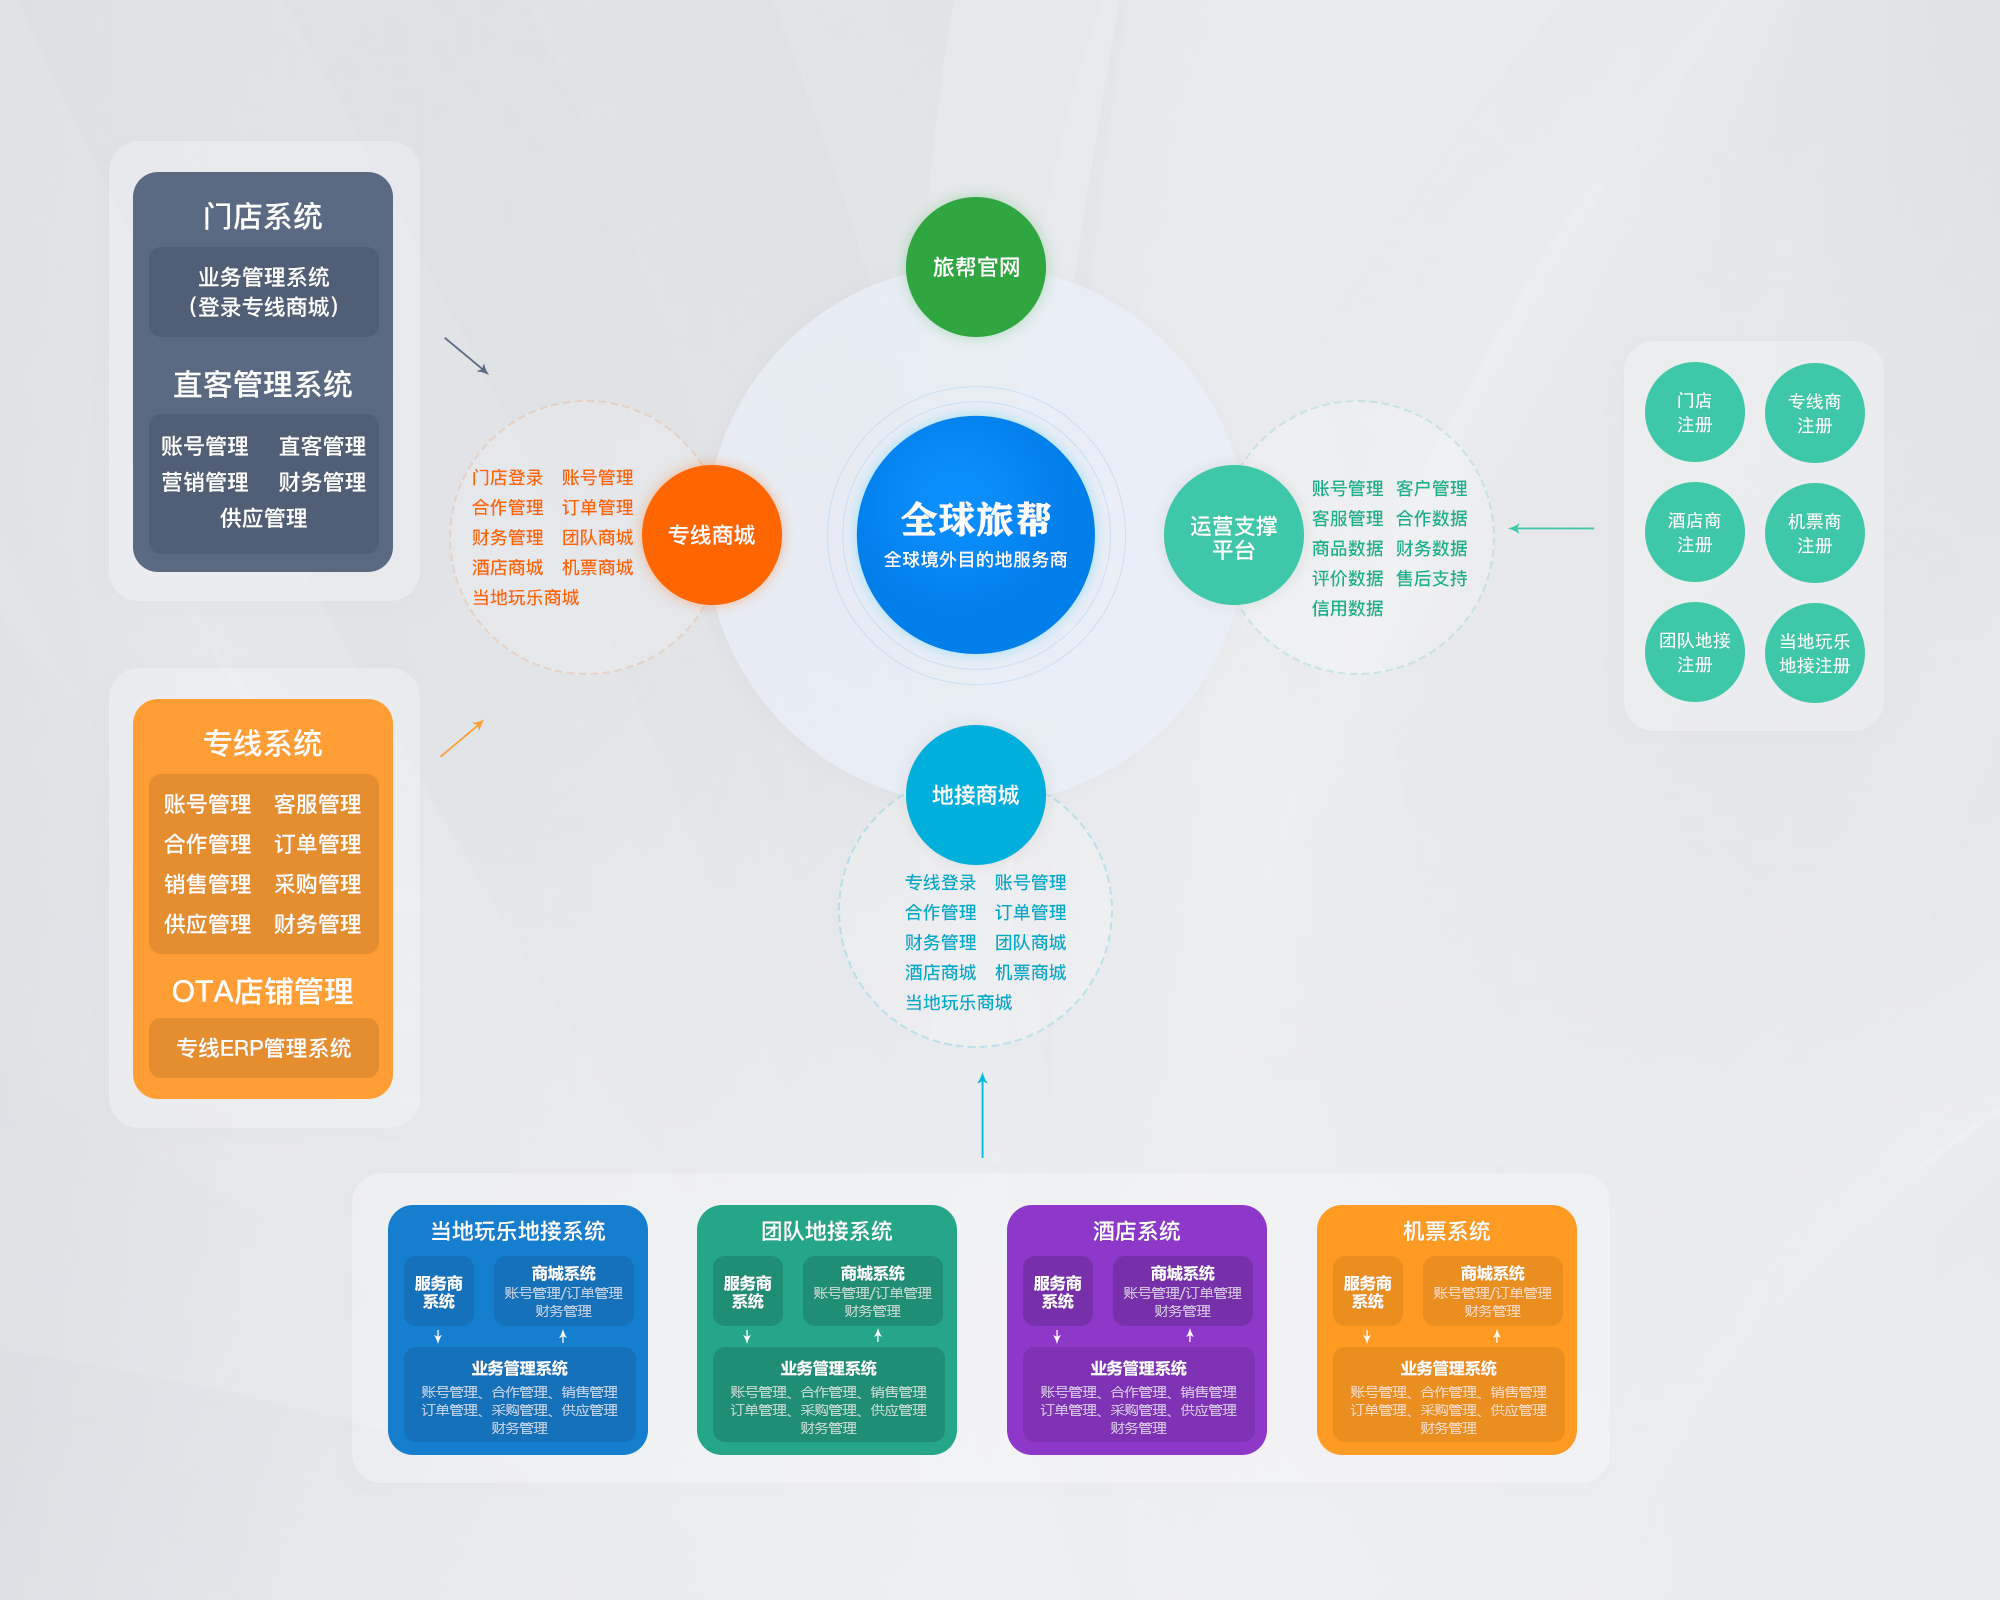 门店系统
业务管理系统
（登录专线商城）
直客管理系统
账号管理 直客管理
营销管理 财务管理
供应管理
专线系统
账号管理 客服管理
合作管理 订单管理
销售管理 采购管理
供应管理 财务管理
OTA店铺管理
专线ERP管理系统
门店登录 账号管理
合作管理 订单管理
财务管理 团队商城
酒店商城 机票商城
当地玩乐商城
专线商城
旅帮官网
全球旅帮
全球境外目的地服务商
运营支撑
平台
账号管理 客户管理
客服管理 合作数据
商品数据 财务数据
评价数据 售后支持
信用数据
门店
注册
专线商
注册
酒店商
注册
机票商
注册
团队地接
注册
当地玩乐
地接注册
地接商城
专线登录 账号管理
合作管理 订单管理
财务管理 团队商城
酒店商城 机票商城
当地玩乐商城
当地玩乐地接系统
服务商
系统
商城系统
账号管理/订单管理
财务管理
业务管理系统
账号管理、合作管理、销售管理
订单管理、采购管理、供应管理
财务管理
团队地接系统
服务商
系统
商城系统
账号管理/订单管理
财务管理
业务管理系统
账号管理、合作管理、销售管理
订单管理、采购管理、供应管理
财务管理
酒店系统
服务商
系统
商城系统
账号管理/订单管理
财务管理
业务管理系统
账号管理、合作管理、销售管理
订单管理、采购管理、供应管理
财务管理
机票系统
服务商
系统
商城系统
账号管理/订单管理
财务管理
业务管理系统
账号管理、合作管理、销售管理
订单管理、采购管理、供应管理
财务管理